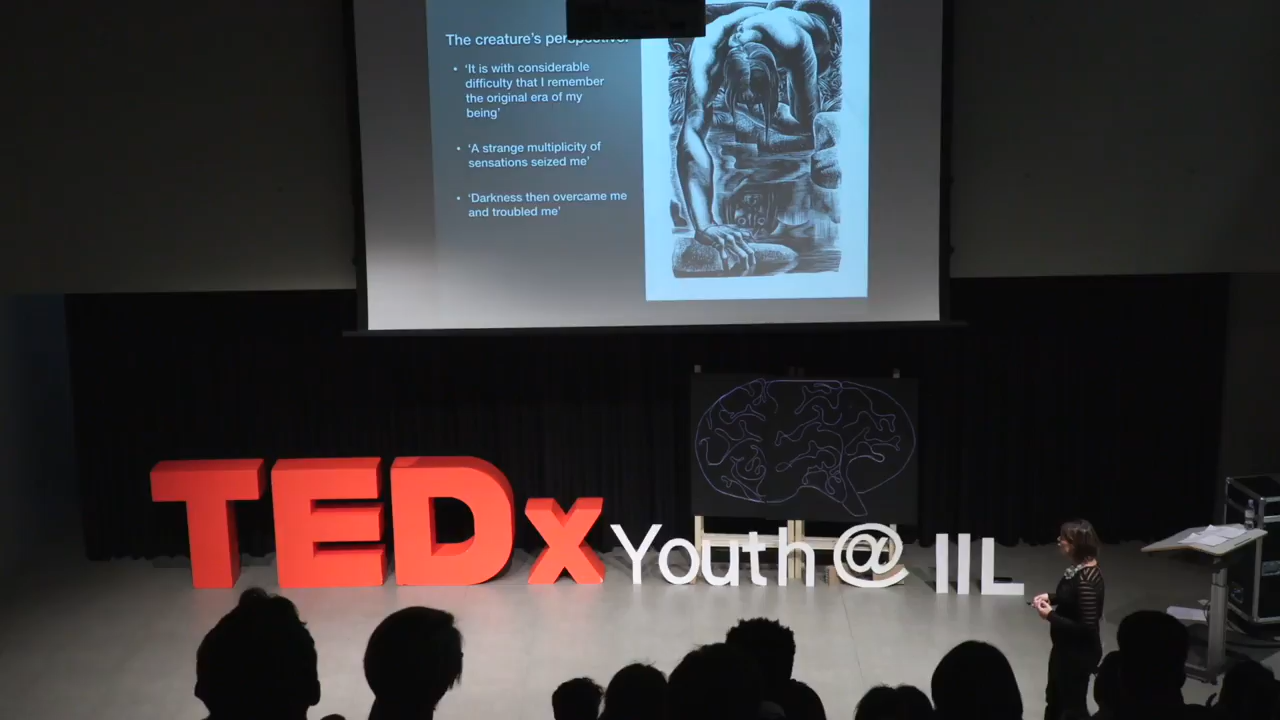 The creature's perspective:
• 'It is with considerable
difficulty that I remember
the original era of my
being'
• 'A strange multiplicity of
sensations seized me'
• 'Darkness then overcame me
and troubled me'
TEDx Youth @ IIL